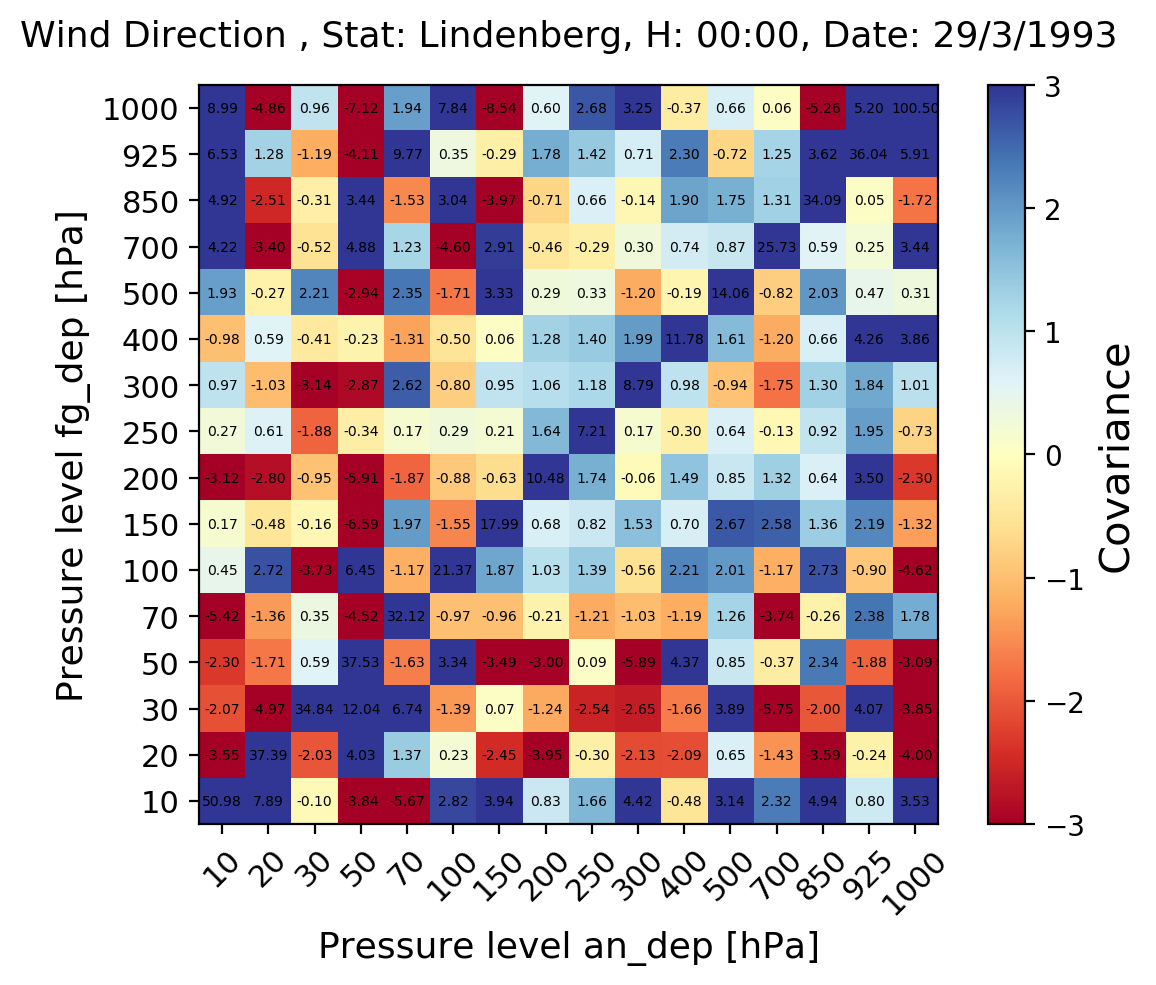 Wind Direction , Stat: Lindenberg, H: 00:00, Date: 29/3/1993
Pressure level fg_dep [hPa]
1000 8.99 -4.86 0.96 -7.12 1.94 7.84 -8.54 0.60 2.68 3.25 -0.37 0.66 0.06 -5.26 5.20 100.50
925 6.53 1.28 -1.19 -4.11 9.77 0.35 -0.29 1.78 1.42 0.71 2.30 -0.72 1.25 3.62 36.04 5.91
850 4.92 -2.51 -0.31 3.44 -1.53 3.04 -3.97 -0.71 0.66 -0.14 1.90 1.75 1.31 34.09 0.05 -1.72
700 4.22 -3.40 -0.52 4.88 1.23 -4.60 2.91 -0.46 -0.29 0.30 0.74 0.87 25.73 0.59 0.25 3.44
500 1.93 -0.27 2.21 -2.94 2.35 -1.71 3.33 0.29 0.33 -1.20 -0.19 14.06 -0.82 2.03 0.47 0.31
400 -0.98 0.59 -0.41 -0.23 -1.31 -0.50 0.06 1.28 1.40 1.99 11.78 1.61 -1.20 0.66 4.26 3.86
300 0.97 -1.03 -3.14 -2.87 2.62 -0.80 0.95 1.06 1.18 8.79 0.98 -0.94 -1.75 1.30 1.84 1.01
250 0.27 0.61 -1.88 -0.34 0.17 0.29 0.21 1.64 7.21 0.17 -0.30 0.64 -0.13 0.92 1.95 -0.73
200 -3.12 -2.80 -0.95 -5.91 -1.87 -0.88 -0.63 10.48 1.74 -0.06 1.49 0.85 1.32 0.64 3.50 -2.30
150 0.17 -0.48 -0.16 -6.59 1.97 -1.55 17.99 0.68 0.82 1.53 0.70 2.67 2.58 1.36 2.19 -1.32
100 0.45 2.72 -3.73 6.45 -1.17 21.37 1.87 1.03 1.39 -0.56 2.21 2.01 -1.17 2.73 -0.90 -4.62
70 -5.42 -1.36 0.35 -4.52 32.12 -0.97 -0.96 -0.21 -1.21 -1.03 -1.19 1.26 -3.74 -0.26 2.38 1.78
50 -2.30 -1.71 0.59 37.53 -1.63 3.34 -3.49 -3.00 0.09 -5.89 4.37 0.85 -0.37 2.34 -1.88 -3.09
30 -2.07 -4.97 34.84 12.04 6.74 -1.39 0.07 -1.24 -2.54 -2.65 -1.66 3.89 -5.75 -2.00 4.07 -3.85
20 -3.55 37.39 -2.03 4.03 1.37 0.23 -2.45 -3.95 -0.30 -2.13 -2.09 0.65 -1.43 -3.59 -0.24 -4.00
10 50.98 7.89 -0.10 -3.84 -5.67 2.82 3.94 0.83 1.66 4.42 -0.48 3.14 2.32 4.94 0.80 3.53
10 20 30 50 70 100 150 200 250 300 400 500 700 850 925 1000
Pressure level an_dep [hPa]
3
2
1
0
−1
−2
−3
Covariance